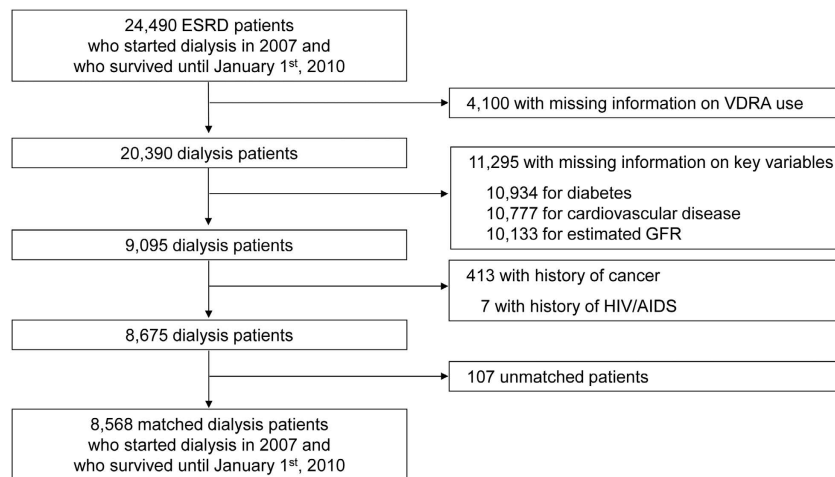 24,490 ESRD patients
who started dialysis in 2007 and
who survived until January 1st, 2010
4,100 with missing information on VDRA use
20,390 dialysis patients
11,295 with missing information on key variables
10,934 for diabetes
10,777 for cardiovascular disease
10,133 for estimated GFR
9,095 dialysis patients
413 with history of cancer
7 with history of HIV/AIDS
8,675 dialysis patients
107 unmatched patients
8,568 matched dialysis patients
who started dialysis in 2007 and
who survived until January 1st, 2010